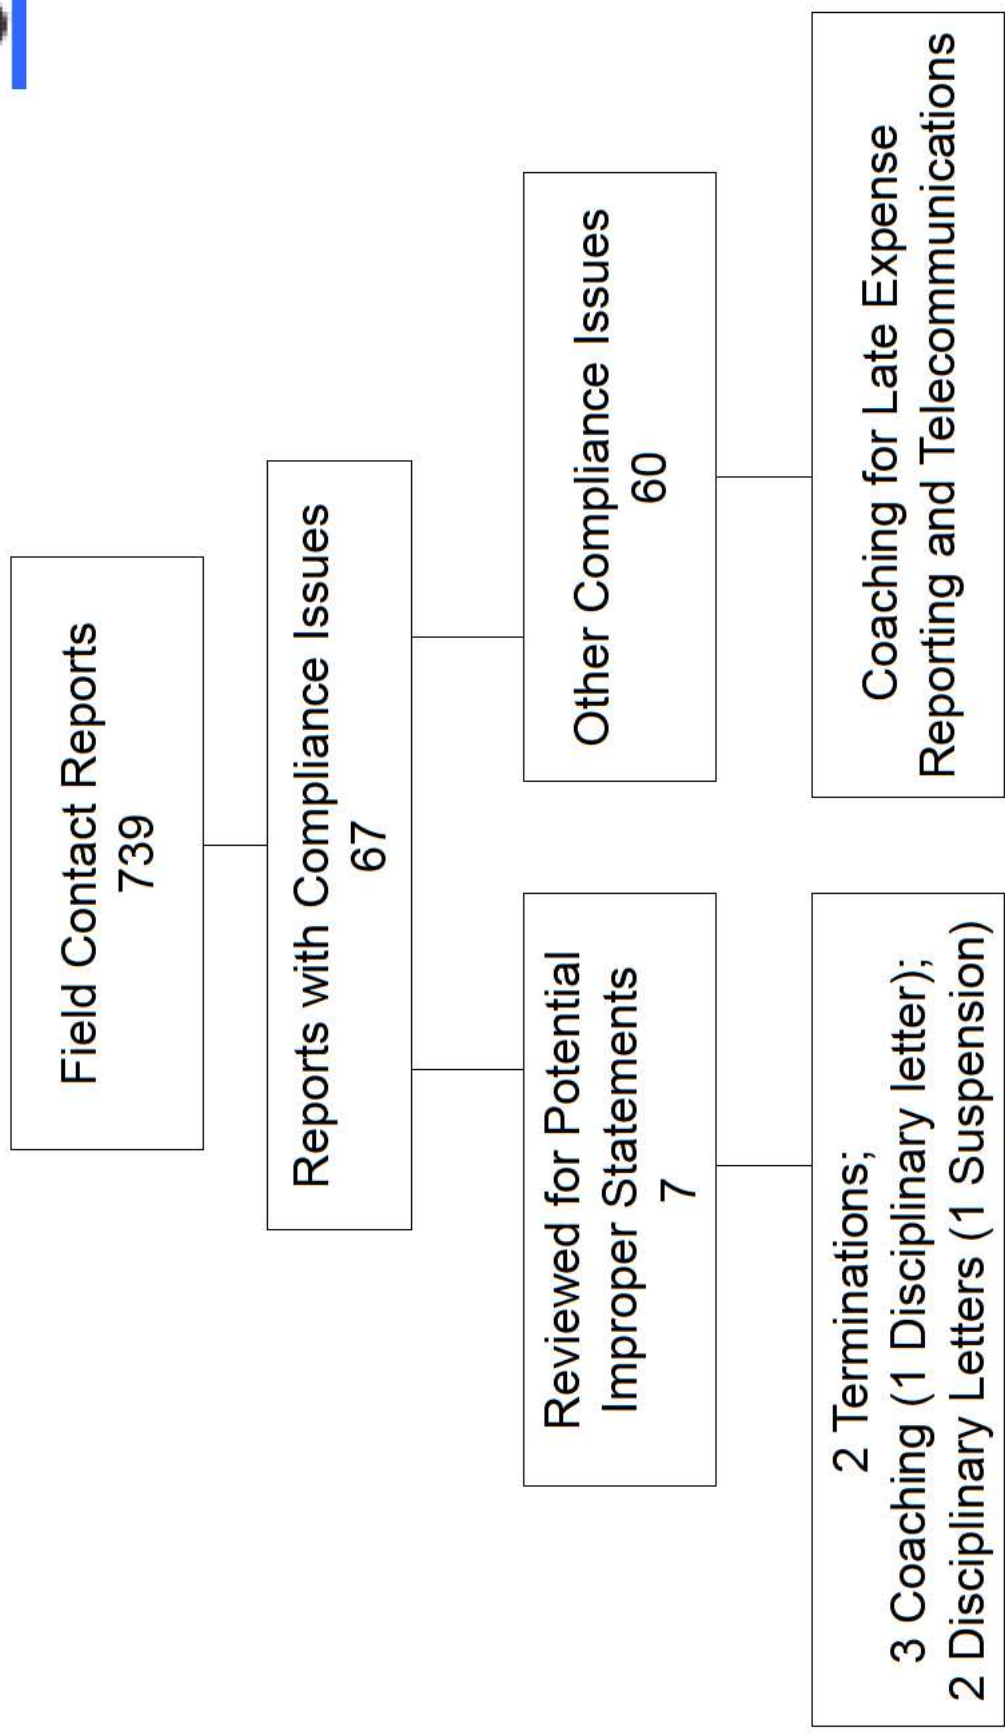 Field Contact Reports
739
Reports with Compliance Issues
67
Reviewed for Potential
Improper Statements
7
Other Compliance Issues
60
2 Terminations;
3 Coaching (1 Disciplinary letter);
2 Disciplinary Letters (1 Suspension)
Coaching for Late Expense
Reporting and Telecommunications